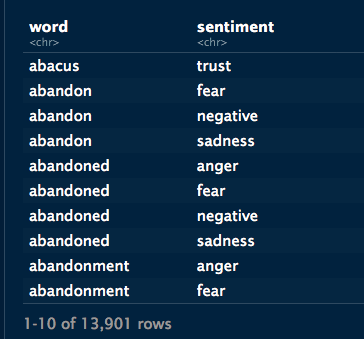 word sentiment
<chr> <chr>
abacus trust
abandon fear
abandon negative
abandon sadness
abandoned anger
abandoned fear
abandoned negative
abandoned sadness
abandonment anger
abandonment fear
1-10 of 13,901 rows